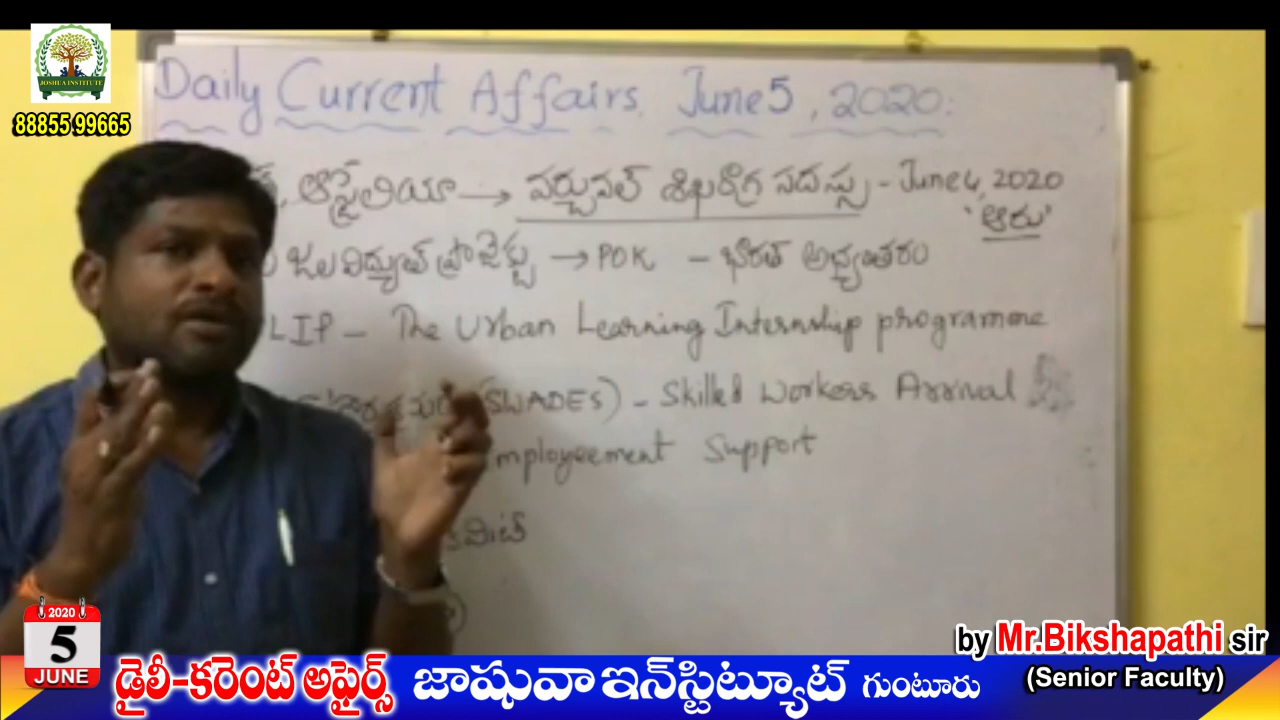 JOSHUA INSTITUTE
88855 99665
Daily Current Affairs. June 5, 2020.
ఆస్ట్రేలియా → వర్చువల్ శిఖరాగ్ర సదస్సు - June 4, 2020
'ఆరు'
జలవిద్యుత్ ప్రాజెక్టు → POK - భారత్ అభ్యంతరం
LIP - The Urban Learning Internship programme
(SWADES) - Skilled Workers Arrival
mployeement Support
2020
5
JUNE
by Mr.Bikshapathi sir
(Senior Faculty)
డైలీ-కరెంట్ అఫైర్స్ జాషువా ఇన్‌స్టిట్యూట్ గుంటూరు